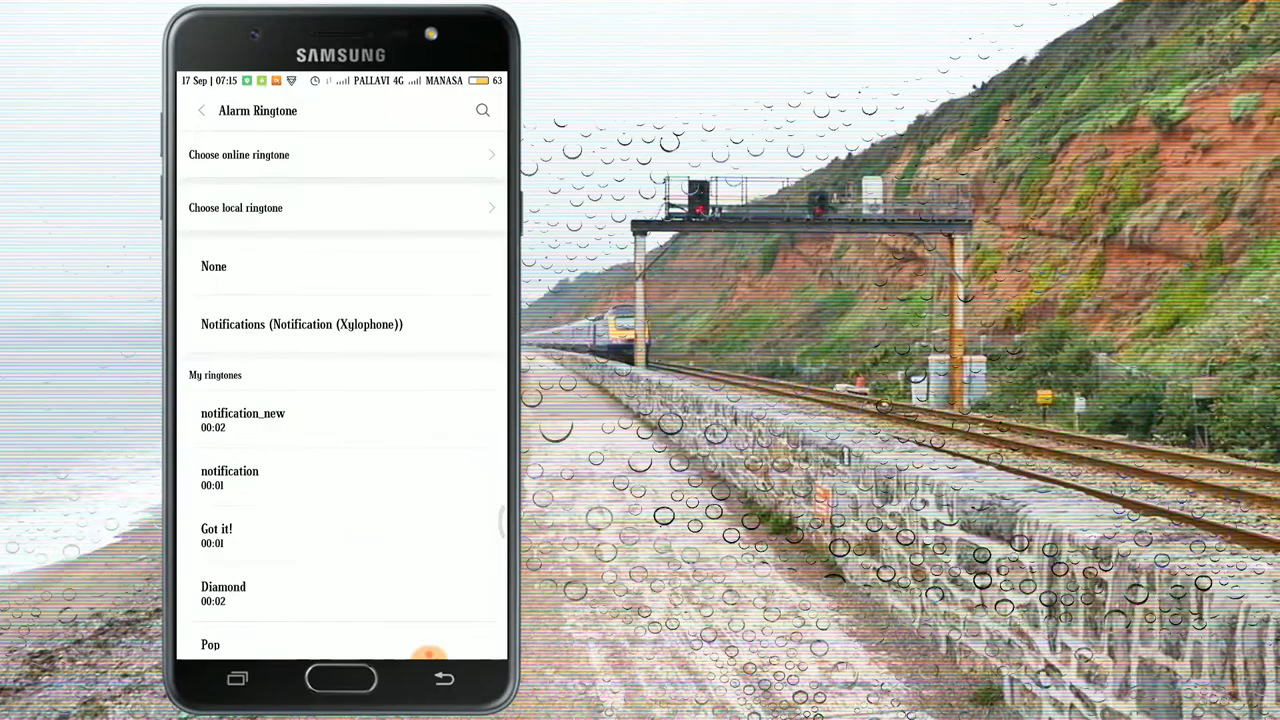 SAMSUNG
17 Sep | 07:15 PALLAVI 4G MANASA 63
Alarm Ringtone
Choose online ringtone
Choose local ringtone
None
Notifications (Notification (Xylophone))
My ringtones
notification_new
00:02
notification
00:01
Got it!
00:01
Diamond
00:02
Pop